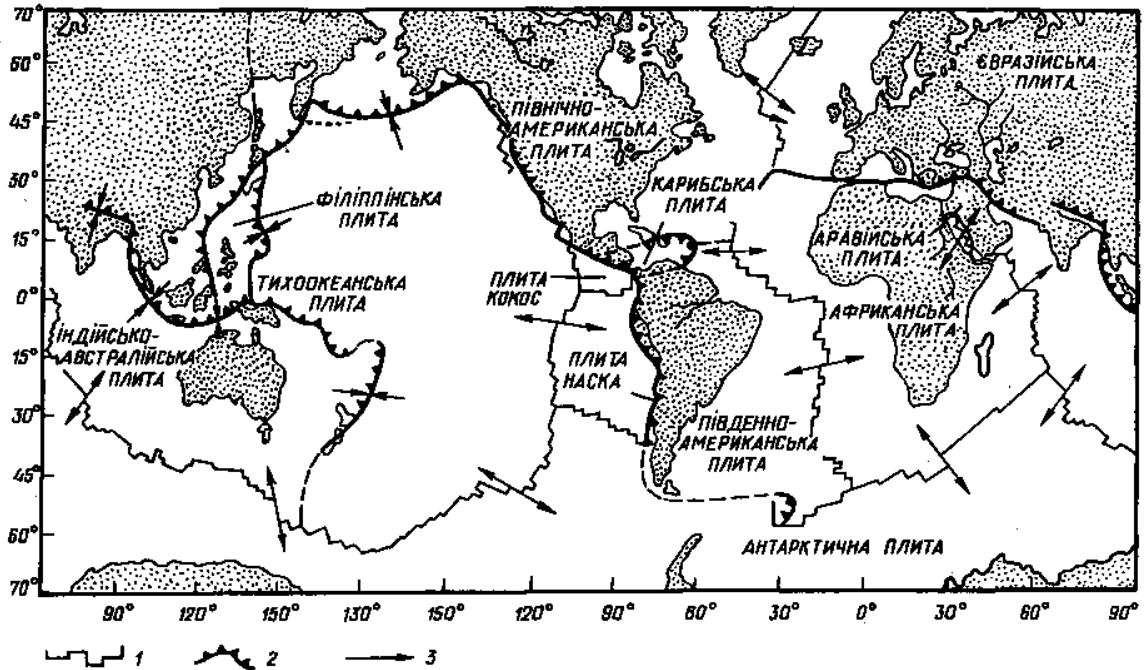 70°
60°
45°
30°
15°
0°
15°
30°
45°
60°
70°
ЄВРАЗІЙСЬКА
ПЛИТА
ПІВНІЧНО-
АМЕРИКАНСЬКА
ПЛИТА
КАРИБСЬКА
ПЛИТА
ФІЛІППІНСЬКА
ПЛИТА
АРАВІЙСЬКА
ПЛИТА
ТИХООКЕАНСЬКА
ПЛИТА
ПЛИТА
КОКОС
АФРИКАНСЬКА
ПЛИТА
ІНДІЙСЬКО-
АВСТРАЛІЙСЬКА
ПЛИТА
ПЛИТА
НАСКА
ПІВДЕННО-
АМЕРИКАНСЬКА
ПЛИТА
АНТАРКТИЧНА ПЛИТА
90° 120° 150° 130° 150° 120° 90° 60° 30° 0° 30° 60° 90°
1 2 3